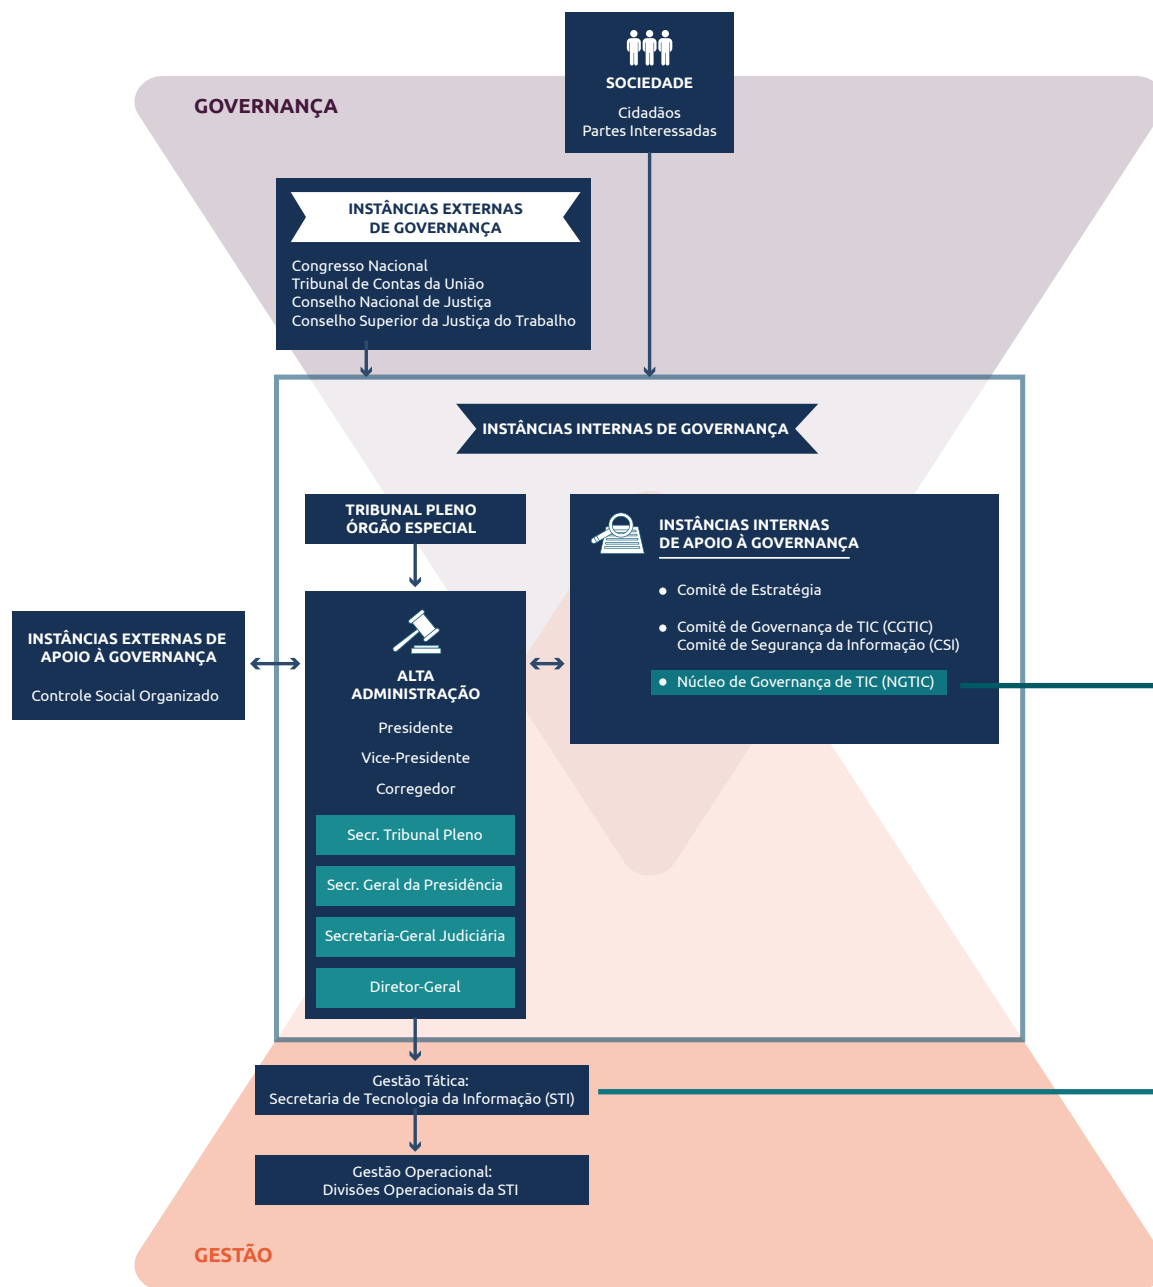 SOCIEDADE
Cidadãos
Partes Interessadas
GOVERNANÇA
INSTÂNCIAS EXTERNAS
DE GOVERNANÇA
Congresso Nacional
Tribunal de Contas da União
Conselho Nacional de Justiça
Conselho Superior da Justiça do Trabalho
INSTÂNCIAS INTERNAS DE GOVERNANÇA
TRIBUNAL PLENO
ÓRGÃO ESPECIAL
INSTÂNCIAS INTERNAS
DE APOIO À GOVERNANÇA
Comitê de Estratégia
Comitê de Governança de TIC (CGTIC)
Comitê de Segurança da Informação (CSI)
Núcleo de Governança de TIC (NGTIC)
INSTÂNCIAS EXTERNAS DE
APOIO À GOVERNANÇA
Controle Social Organizado
ALTA
ADMINISTRAÇÃO
Presidente
Vice-Presidente
Corregedor
Secr. Tribunal Pleno
Secr. Geral da Presidência
Secretaria-Geral Judiciária
Diretor-Geral
Gestão Tática:
Secretaria de Tecnologia da Informação (STI)
Gestão Operacional:
Divisões Operacionais da STI
GESTÃO